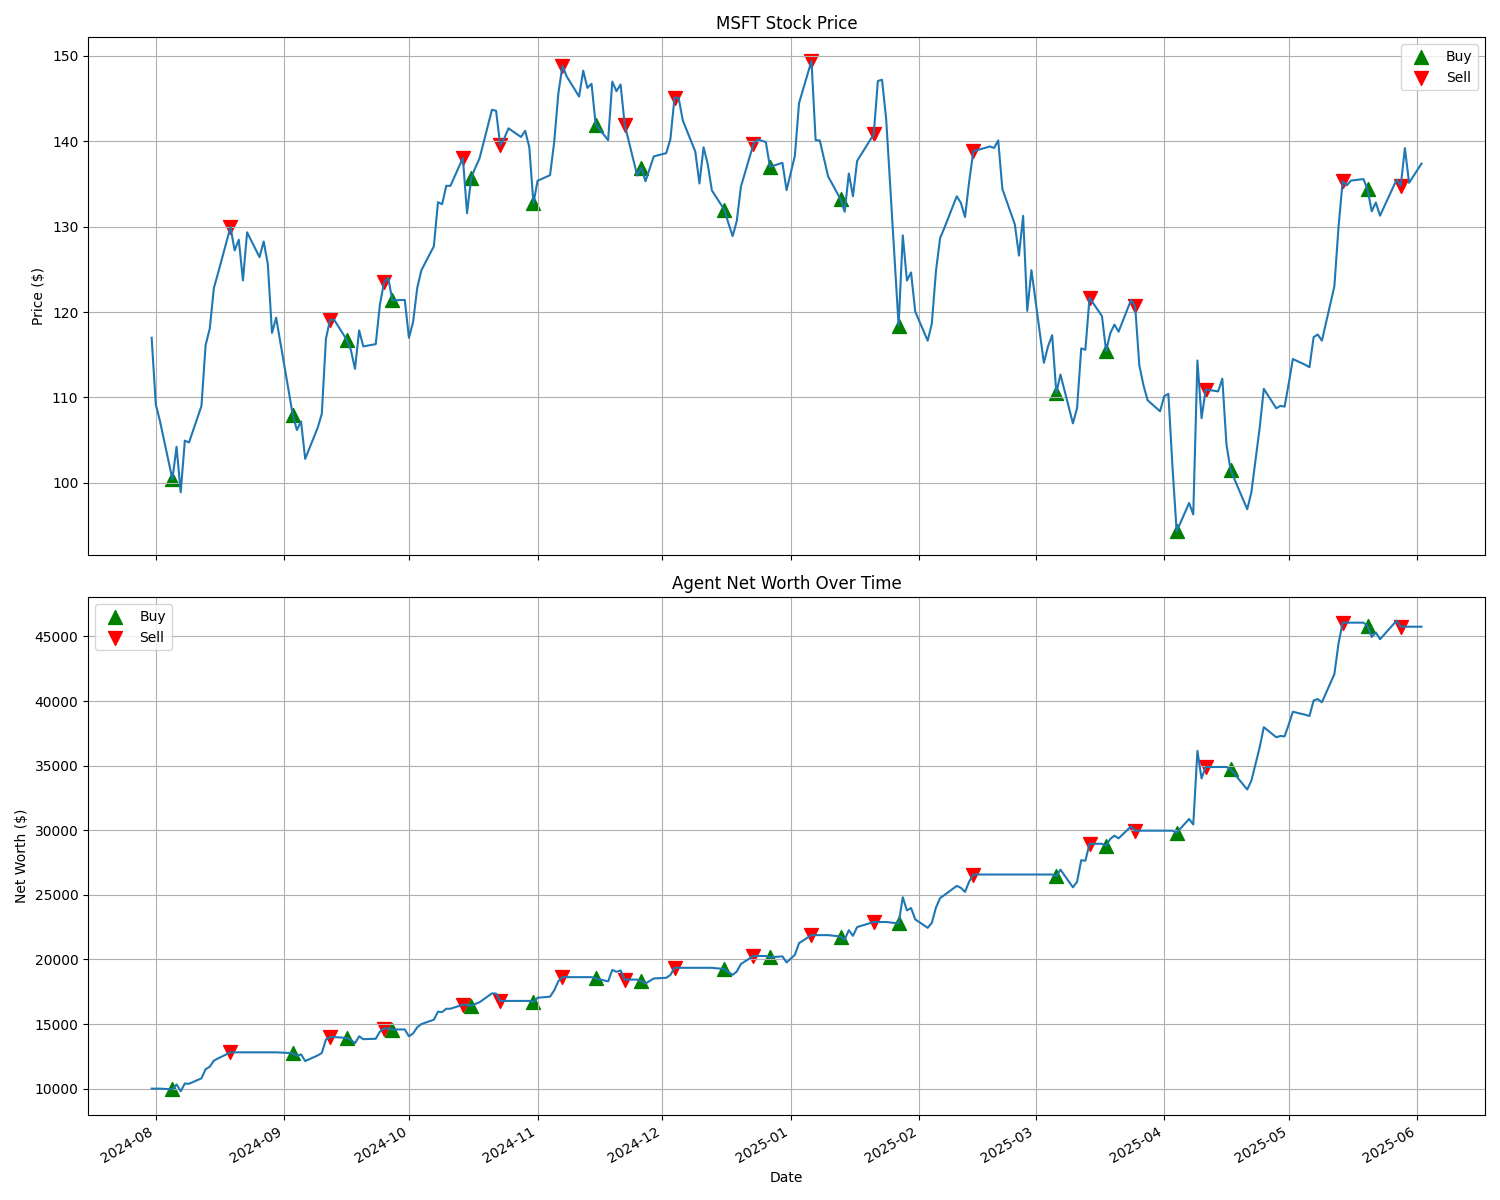 MSFT Stock Price
Buy
Sell
Price ($)
150
140
130
120
110
100
Agent Net Worth Over Time
Buy
Sell
Net Worth ($)
45000
40000
35000
30000
25000
20000
15000
10000
2024-08
2024-09
2024-10
2024-11
2024-12
2025-01
2025-02
2025-03
2025-04
2025-05
2025-06
Date